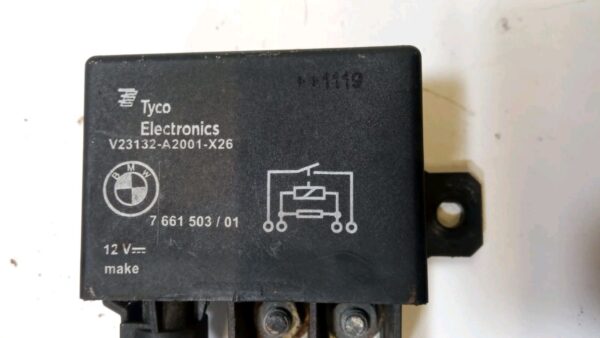 ++1119
Tyco
Electronics
V23132-A2001-X26
BMW
7 661 503 / 01
12 V⎓
make